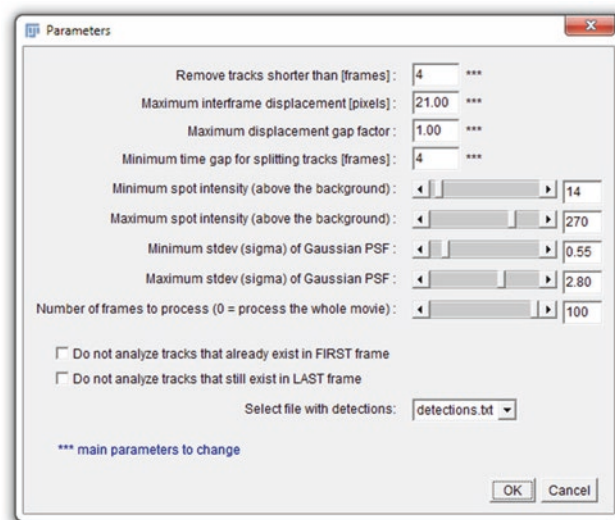 Parameters
Remove tracks shorter than [frames] : 4 ***
Maximum interframe displacement [pixels] : 21.00 ***
Maximum displacement gap factor : 1.00 ***
Minimum time gap for splitting tracks [frames] : 4 ***
Minimum spot intensity (above the background) : 14
Maximum spot intensity (above the background) : 270
Minimum stdev (sigma) of Gaussian PSF : 0.55
Maximum stdev (sigma) of Gaussian PSF : 2.80
Number of frames to process (0 = process the whole movie) : 100
Do not analyze tracks that already exist in FIRST frame
Do not analyze tracks that still exist in LAST frame
Select file with detections: detections.txt
*** main parameters to change
OK Cancel